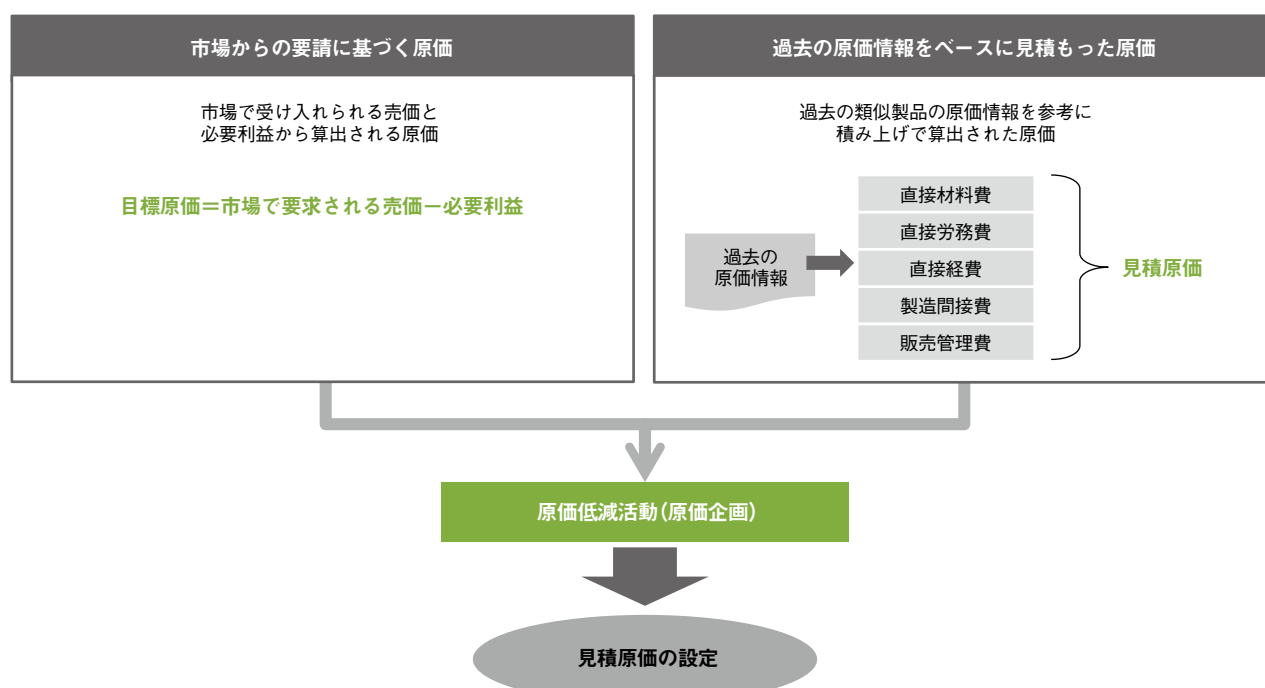 市場からの要請に基づく原価
市場で受け入れられる売価と
必要利益から算出される原価
目標原価＝市場で要求される売価－必要利益
過去の原価情報をベースに見積もった原価
過去の類似製品の原価情報を参考に
積み上げで算出された原価
過去の
原価情報
直接材料費
直接労務費
直接経費
製造間接費
販売管理費
見積原価
原価低減活動（原価企画）
見積原価の設定